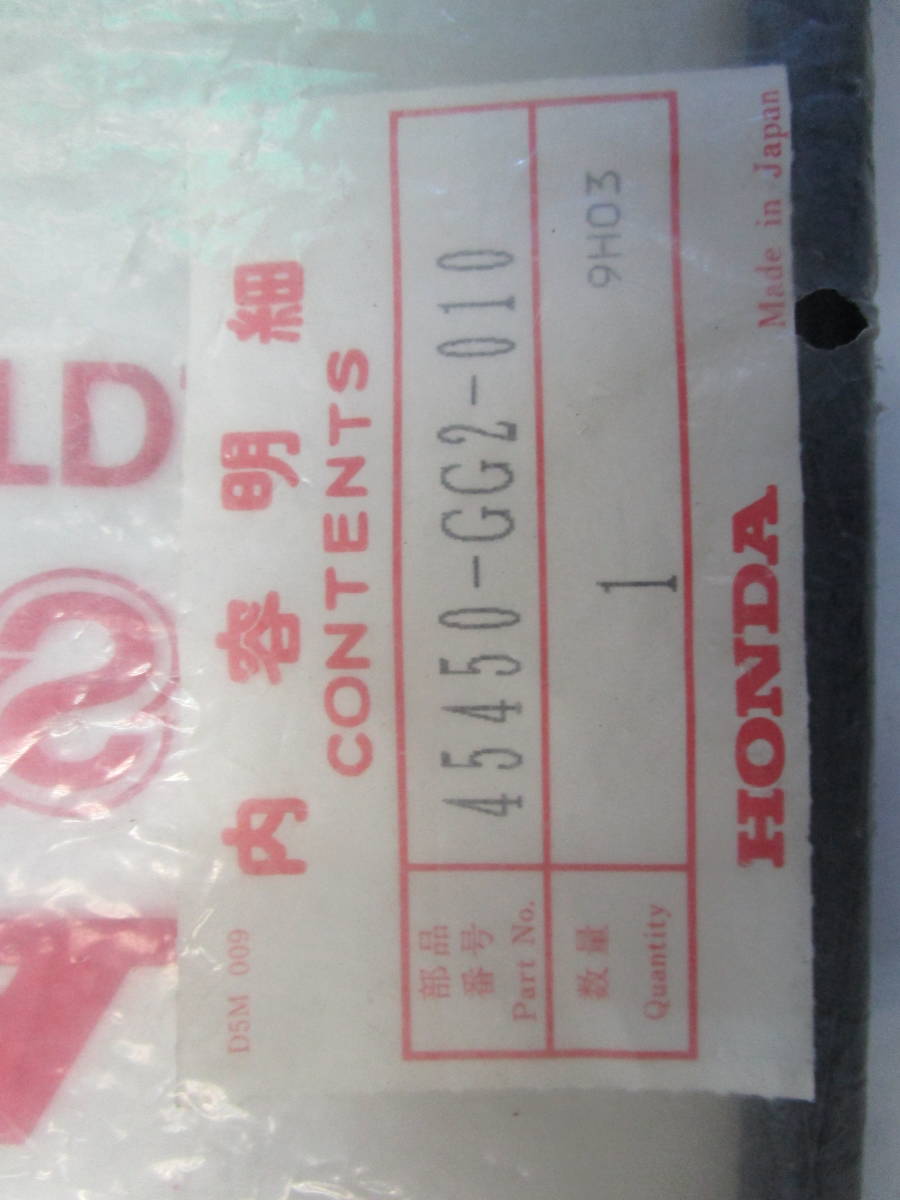 LD
D5M 009
内容明細
CONTENTS
部品番号 Part No. 45450-GG2-010
数量 Quantity 1 9H03
HONDA Made in Japan